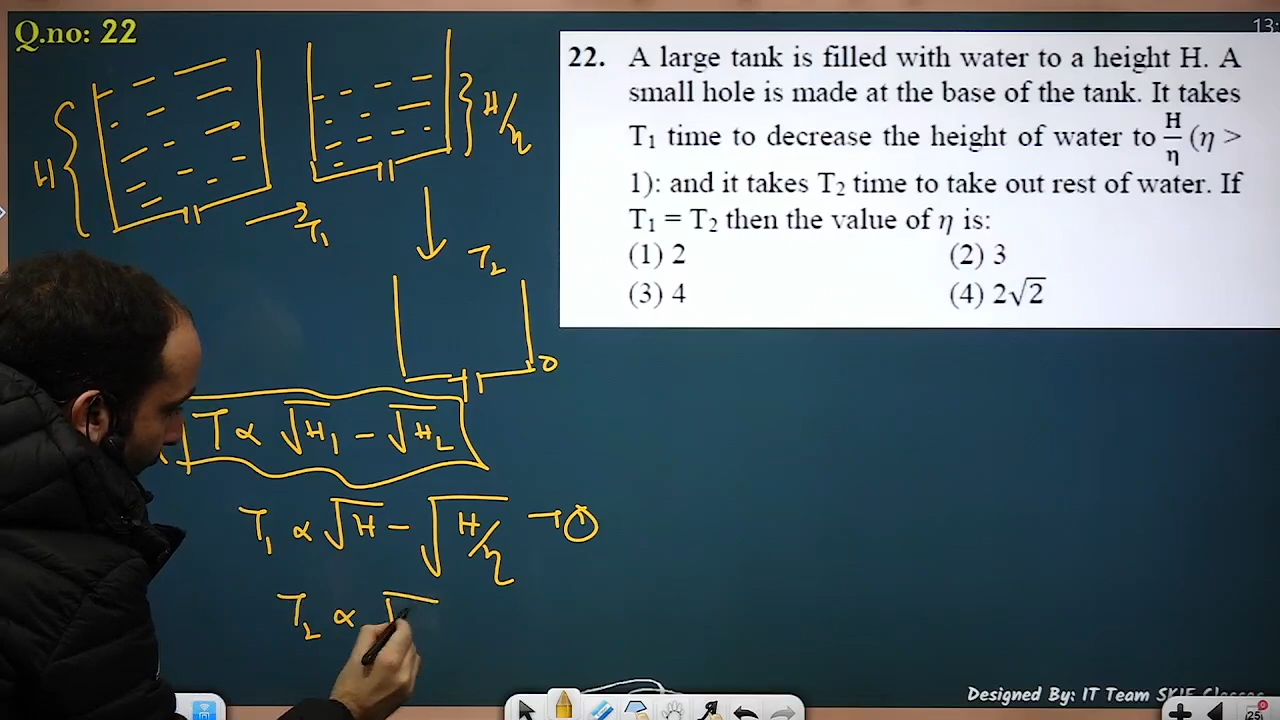 Q.no: 22
13:
22. A large tank is filled with water to a height H. A
small hole is made at the base of the tank. It takes
T₁ time to decrease the height of water to H/η (η >
1): and it takes T₂ time to take out rest of water. If
T₁ = T₂ then the value of η is:
(1) 2 (2) 3
(3) 4 (4) 2√2
H
T₁
H/η
T₂
0
T ∝ √H₁ - √H₂
T₁ ∝ √H - √H/η → ①
T₂ ∝ √
Designed By: IT Team SKIE Classes
25